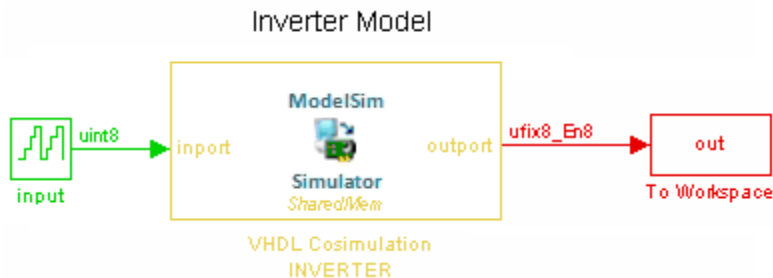 Inverter Model
ModelSim
uint8
ufix8_En8
inport
outport
out
input
Simulator
SharedMem
To Workspace
VHDL Cosimulation
INVERTER